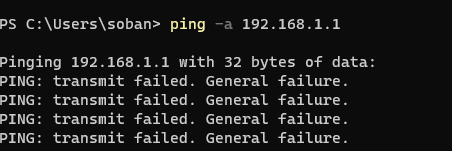 PS C:\Users\soban> ping -a 192.168.1.1
Pinging 192.168.1.1 with 32 bytes of data:
PING: transmit failed. General failure.
PING: transmit failed. General failure.
PING: transmit failed. General failure.
PING: transmit failed. General failure.